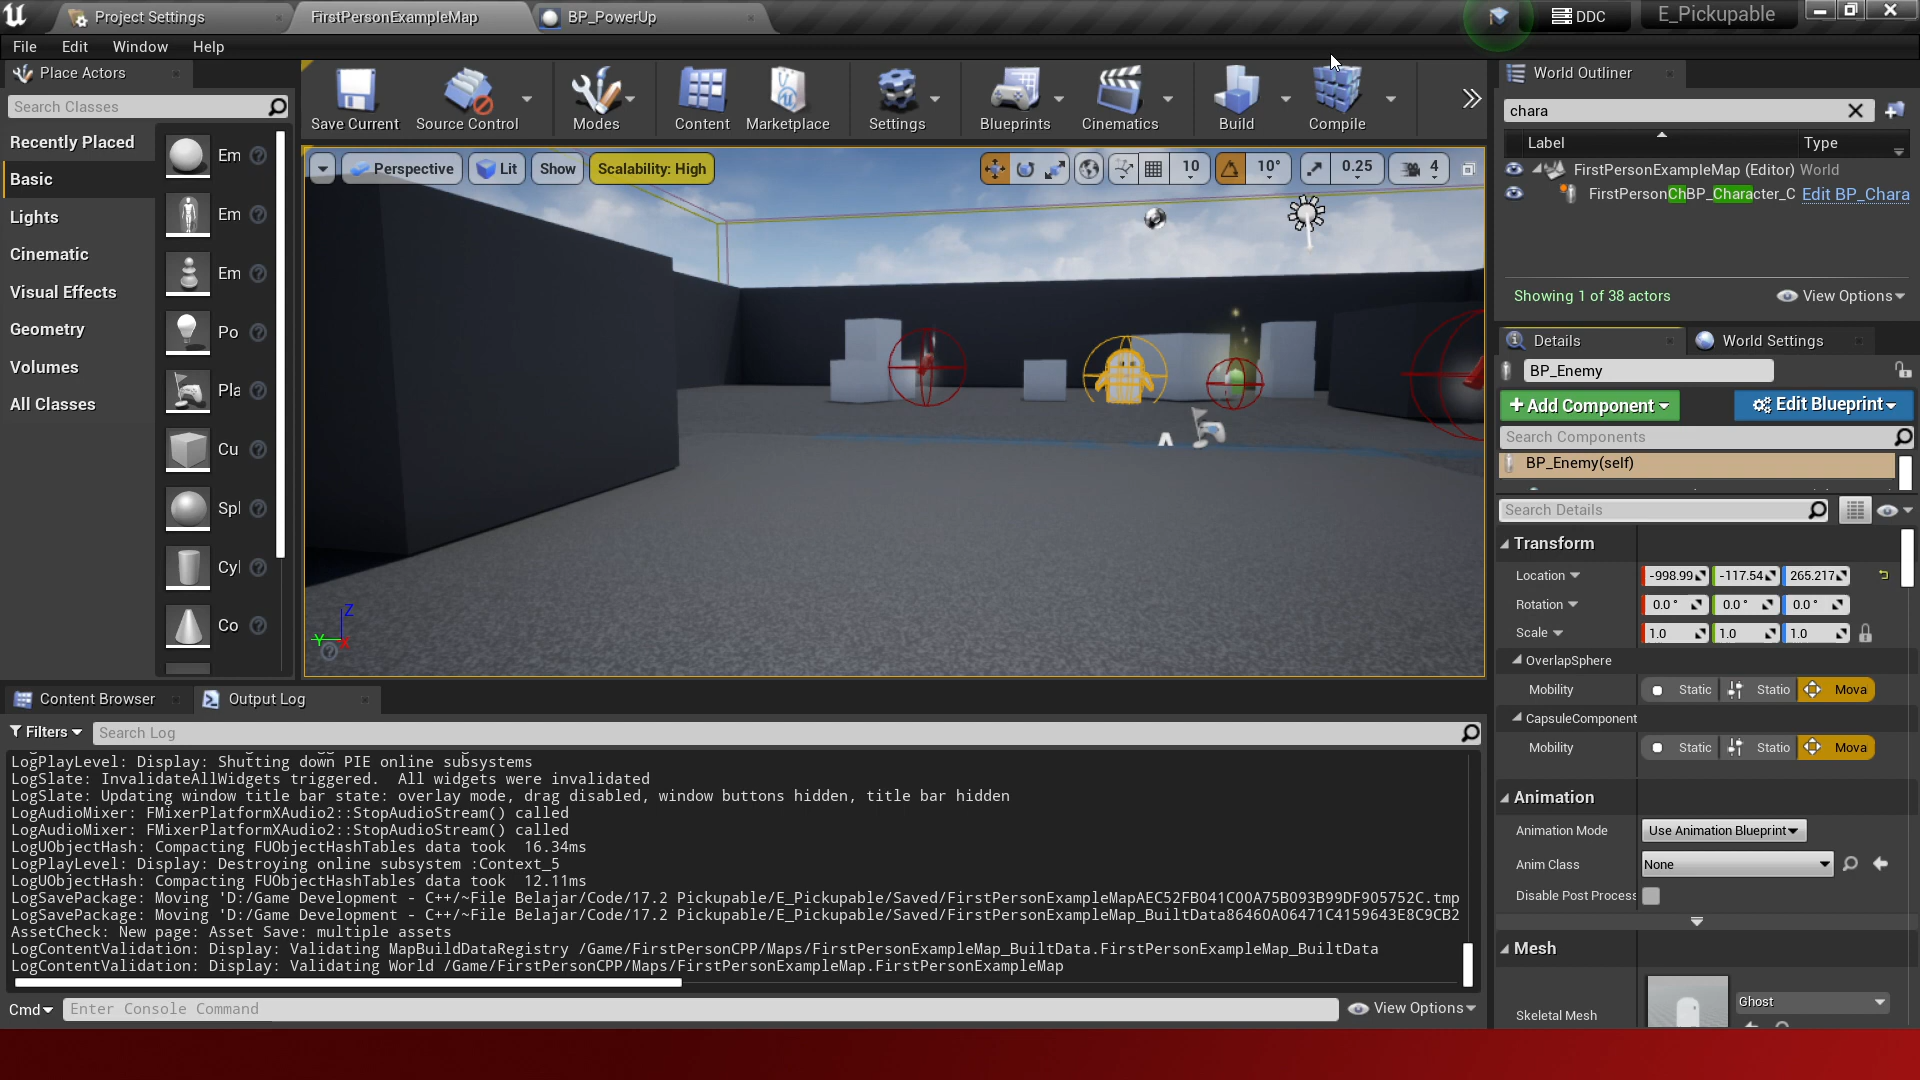 Project Settings
FirstPersonExampleMap
BP_PowerUp
DDC
E_Pickupable
File Edit Window Help
Place Actors
Search Classes
Recently Placed
Basic
Lights
Cinematic
Visual Effects
Geometry
Volumes
All Classes
Em
Em
Em
Po
Pla
Cu
Spl
Cyl
Co
Save Current
Source Control
Modes
Content
Marketplace
Settings
Blueprints
Cinematics
Build
Compile
Perspective
Lit
Show
Scalability: High
10
10°
0.25
4
Z
Y
X
World Outliner
chara
Label
Type
FirstPersonExampleMap (Editor) World
FirstPersonChBP_Character_C Edit BP_Chara
Showing 1 of 38 actors
View Options
Details
World Settings
BP_Enemy
+Add Component
Edit Blueprint
Search Components
BP_Enemy(self)
Search Details
Transform
Location -998.99 -117.54 265.217
Rotation 0.0 ° 0.0 ° 0.0 °
Scale 1.0 1.0 1.0
OverlapSphere
Mobility Static Statio Mova
CapsuleComponent
Mobility Static Statio Mova
Animation
Animation Mode Use Animation Blueprint
Anim Class None
Disable Post Process
Mesh
Skeletal Mesh Ghost
Content Browser
Output Log
Filters
Search Log
LogPlayLevel: Display: Shutting down PIE online subsystems
LogSlate: InvalidateAllWidgets triggered.  All widgets were invalidated
LogSlate: Updating window title bar state: overlay mode, drag disabled, window buttons hidden, title bar hidden
LogAudioMixer: FMixerPlatformXAudio2::StopAudioStream() called
LogAudioMixer: FMixerPlatformXAudio2::StopAudioStream() called
LogUObjectHash: Compacting FUObjectHashTables data took  16.34ms
LogPlayLevel: Display: Destroying online subsystem :Context_5
LogUObjectHash: Compacting FUObjectHashTables data took  12.11ms
LogSavePackage: Moving 'D:/Game Development - C++/~File Belajar/Code/17.2 Pickupable/E_Pickupable/Saved/FirstPersonExampleMapAEC52FB041C00A75B093B99DF905752C.tmp
LogSavePackage: Moving 'D:/Game Development - C++/~File Belajar/Code/17.2 Pickupable/E_Pickupable/Saved/FirstPersonExampleMap_BuiltData86460A06471C4159643E8C9CB2
AssetCheck: New page: Asset Save: multiple assets
LogContentValidation: Display: Validating MapBuildDataRegistry /Game/FirstPersonCPP/Maps/FirstPersonExampleMap_BuiltData.FirstPersonExampleMap_BuiltData
LogContentValidation: Display: Validating World /Game/FirstPersonCPP/Maps/FirstPersonExampleMap.FirstPersonExampleMap
Cmd
Enter Console Command
View Options